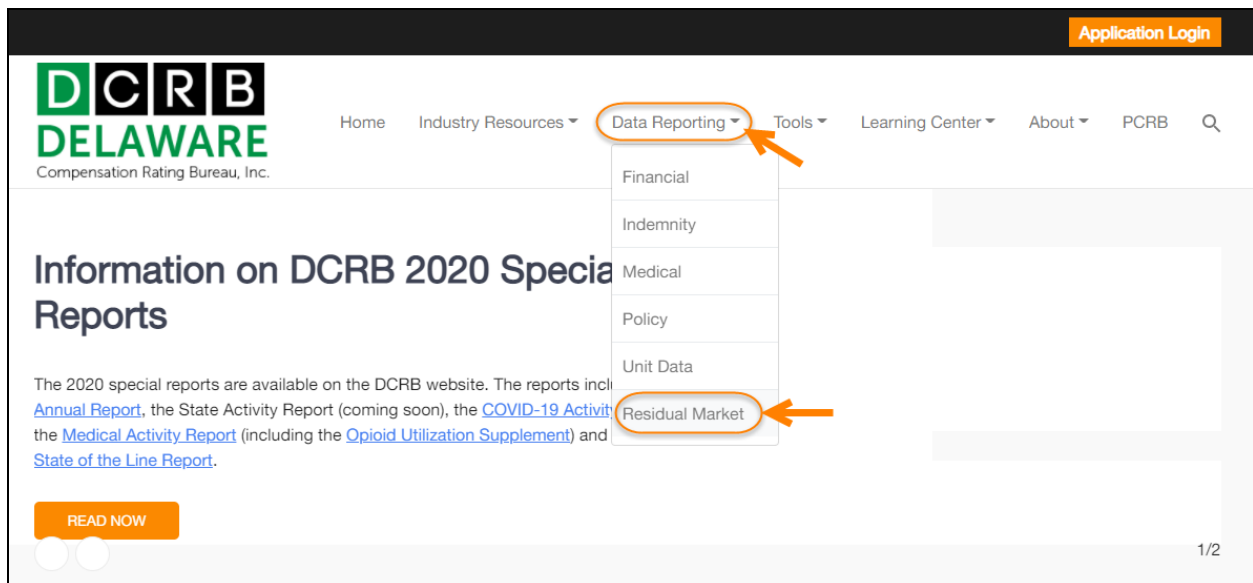 Application Login
DCRB
DELAWARE
Compensation Rating Bureau, Inc.
Home Industry Resources Data Reporting Tools Learning Center About PCRB
Financial
Indemnity
Medical
Policy
Unit Data
Residual Market
Information on DCRB 2020 Specia
Reports
The 2020 special reports are available on the DCRB website. The reports incl
Annual Report, the State Activity Report (coming soon), the COVID-19 Activit
the Medical Activity Report (including the Opioid Utilization Supplement) and
State of the Line Report.
READ NOW
1/2